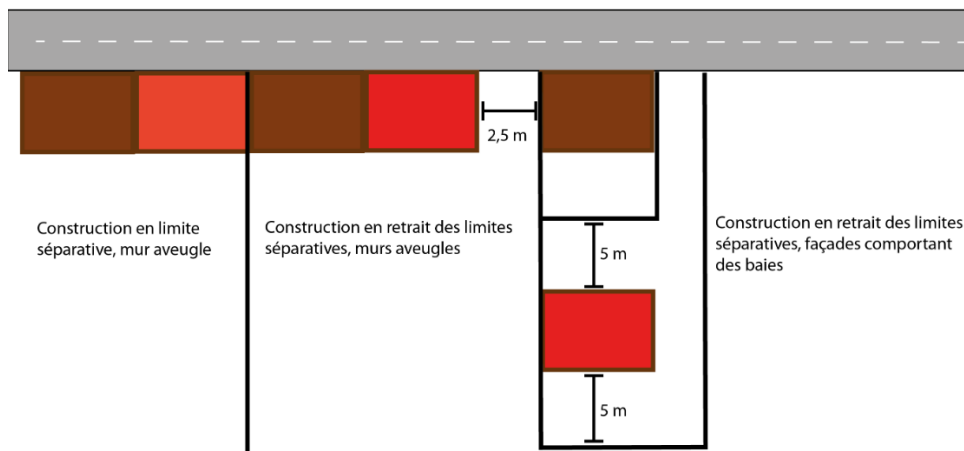 2,5 m
Construction en limite
séparative, mur aveugle
Construction en retrait des limites
séparatives, murs aveugles
Construction en retrait des limites
séparatives, façades comportant
des baies
5 m
5 m